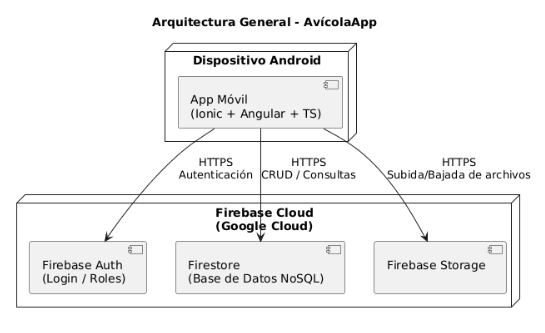 Arquitectura General - AvícolaApp
Dispositivo Android
App Móvil
(Ionic + Angular + TS)
HTTPS
Autenticación
HTTPS
CRUD / Consultas
HTTPS
Subida/Bajada de archivos
Firebase Cloud
(Google Cloud)
Firebase Auth
(Login / Roles)
Firestore
(Base de Datos NoSQL)
Firebase Storage